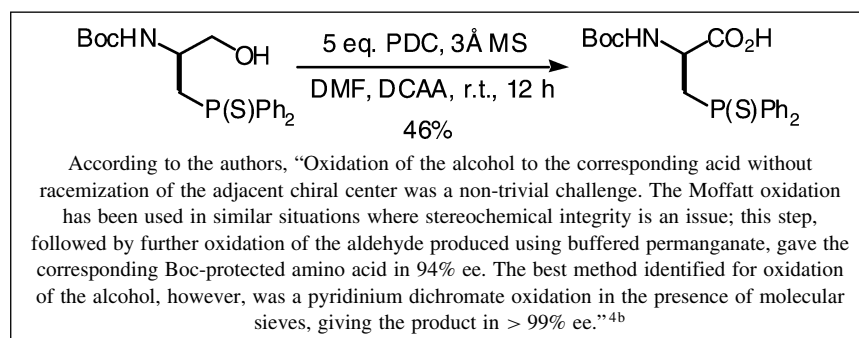 BocHN
OH
P(S)Ph2
5 eq. PDC, 3Å MS
DMF, DCAA, r.t., 12 h
46%
BocHN
CO2H
P(S)Ph2
According to the authors, “Oxidation of the alcohol to the corresponding acid without
racemization of the adjacent chiral center was a non-trivial challenge. The Moffatt oxidation
has been used in similar situations where stereochemical integrity is an issue; this step,
followed by further oxidation of the aldehyde produced using buffered permanganate, gave the
corresponding Boc-protected amino acid in 94% ee. The best method identified for oxidation
of the alcohol, however, was a pyridinium dichromate oxidation in the presence of molecular
sieves, giving the product in > 99% ee.”4b